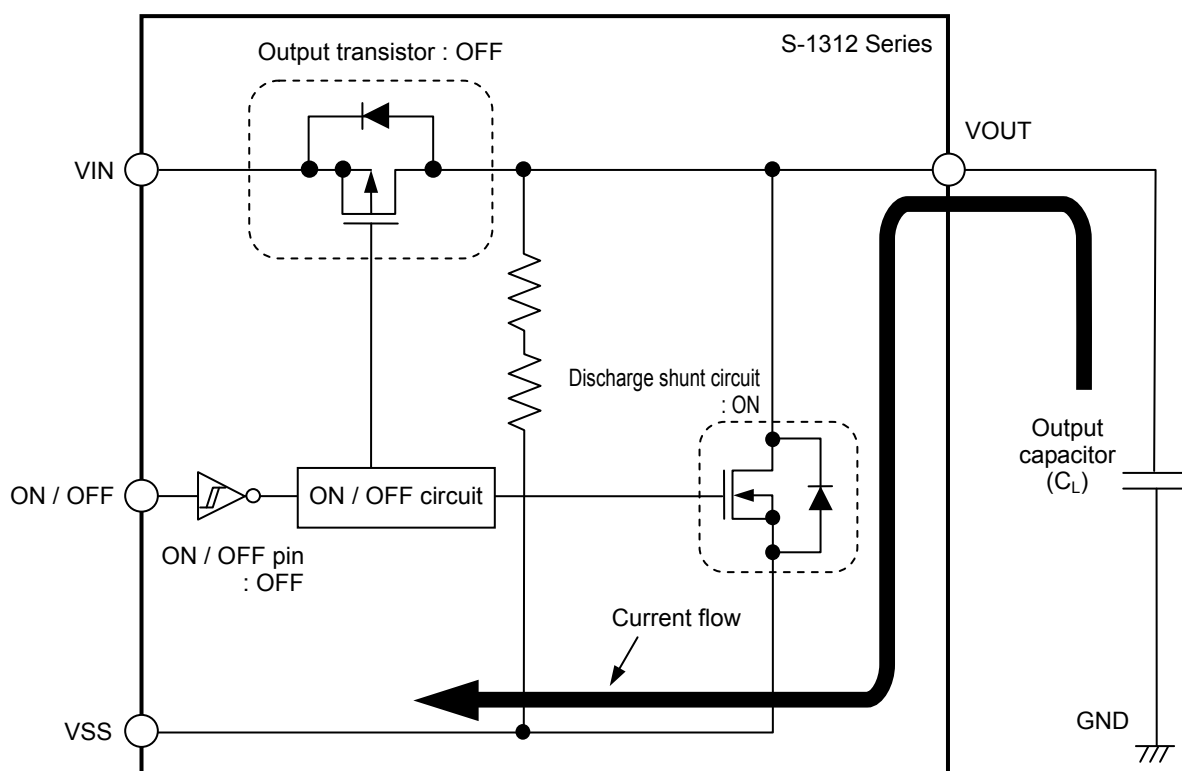 S-1312 Series
Output transistor : OFF
VOUT
VIN
Discharge shunt circuit
: ON
Output
capacitor
(CL)
ON / OFF
ON / OFF circuit
ON / OFF pin
: OFF
Current flow
VSS
GND